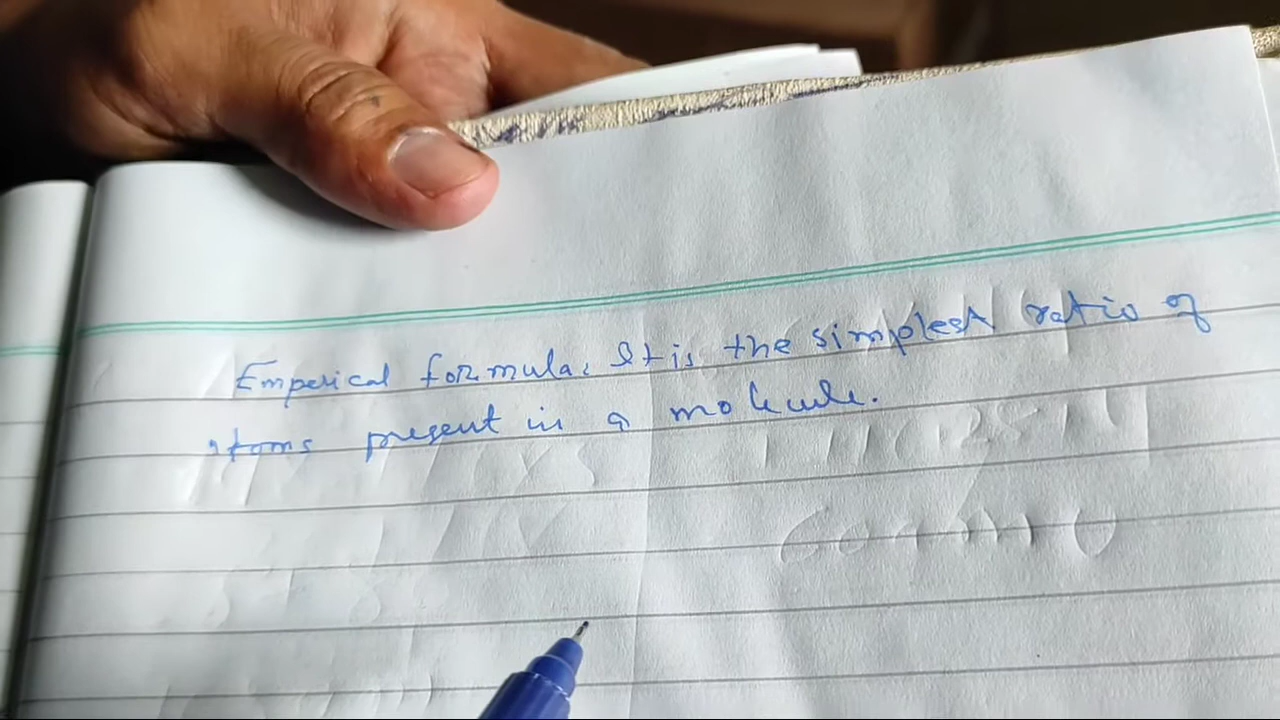 Emperical formula: It is the simplest ratio of
atoms present in a molecule.